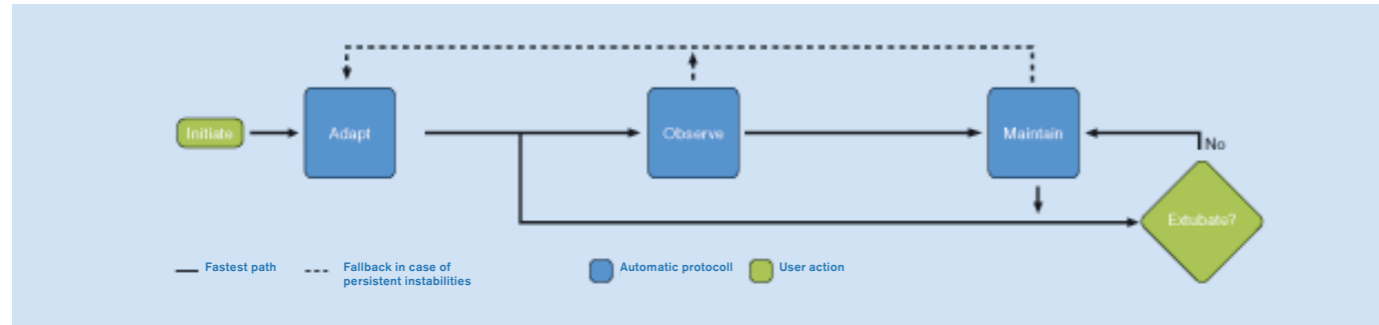 Initiate
Adapt
Observe
Maintain
No
Extubate?
Fastest path
Fallback in case of
persistent instabilities
Automatic protocoll
User action